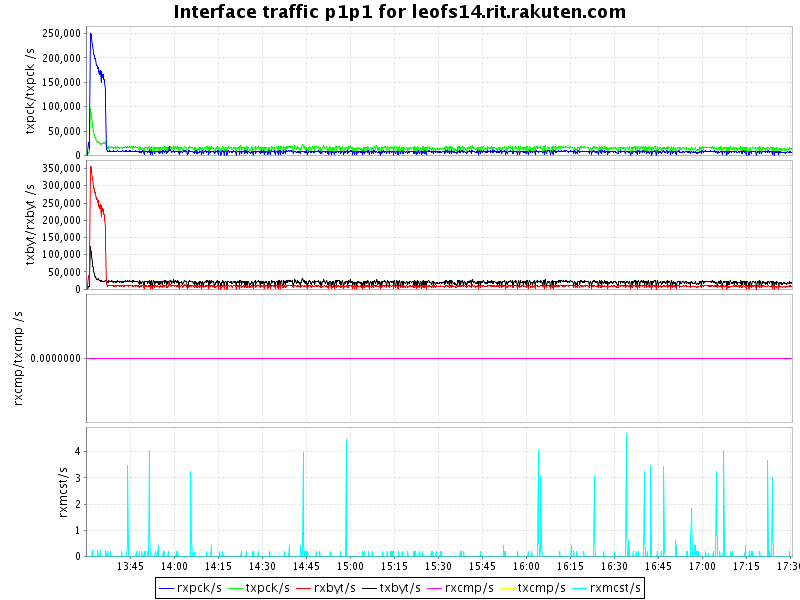 Interface traffic p1p1 for leofs14.rit.rakuten.com
txpck/txpck /s
250,000
200,000
150,000
100,000
50,000
0
txbyt/rxbyt /s
350,000
300,000
250,000
200,000
150,000
100,000
50,000
0
rxcmp/txcmp /s
0.0000000
rxmcst/s
4
3
2
1
0
13:45 14:00 14:15 14:30 14:45 15:00 15:15 15:30 15:45 16:00 16:15 16:30 16:45 17:00 17:15 17:30
rxpck/s txpck/s rxbyt/s txbyt/s rxcmp/s txcmp/s rxmcst/s